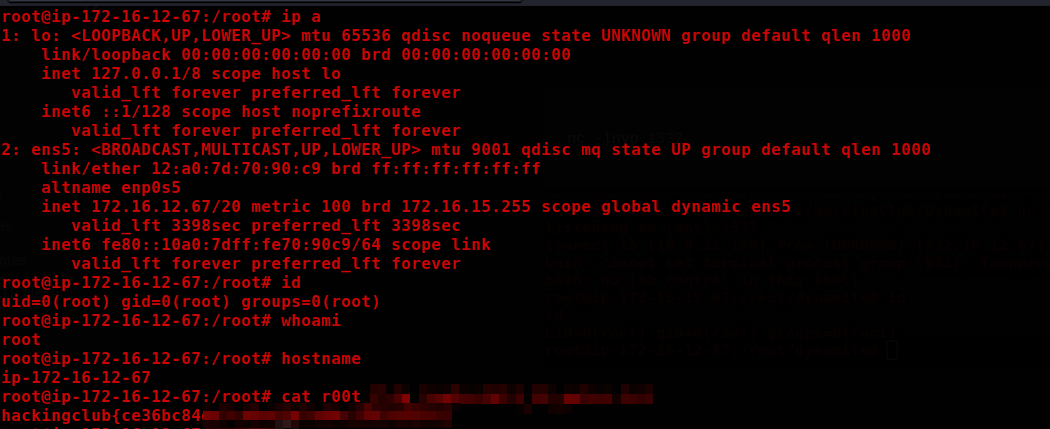 root@ip-172-16-12-67:/root# ip a
1: lo: <LOOPBACK,UP,LOWER_UP> mtu 65536 qdisc noqueue state UNKNOWN group default qlen 1000
link/loopback 00:00:00:00:00:00 brd 00:00:00:00:00:00
inet 127.0.0.1/8 scope host lo
valid_lft forever preferred_lft forever
inet6 ::1/128 scope host noprefixroute
valid_lft forever preferred_lft forever
2: ens5: <BROADCAST,MULTICAST,UP,LOWER_UP> mtu 9001 qdisc mq state UP group default qlen 1000
link/ether 12:a0:7d:70:90:c9 brd ff:ff:ff:ff:ff:ff
altname enp0s5
inet 172.16.12.67/20 metric 100 brd 172.16.15.255 scope global dynamic ens5
valid_lft 3398sec preferred_lft 3398sec
inet6 fe80::10a0:7dff:fe70:90c9/64 scope link
valid_lft forever preferred_lft forever
root@ip-172-16-12-67:/root# id
uid=0(root) gid=0(root) groups=0(root)
root@ip-172-16-12-67:/root# whoami
root
root@ip-172-16-12-67:/root# hostname
ip-172-16-12-67
root@ip-172-16-12-67:/root# cat r00t
hackingclub{ce36bc84